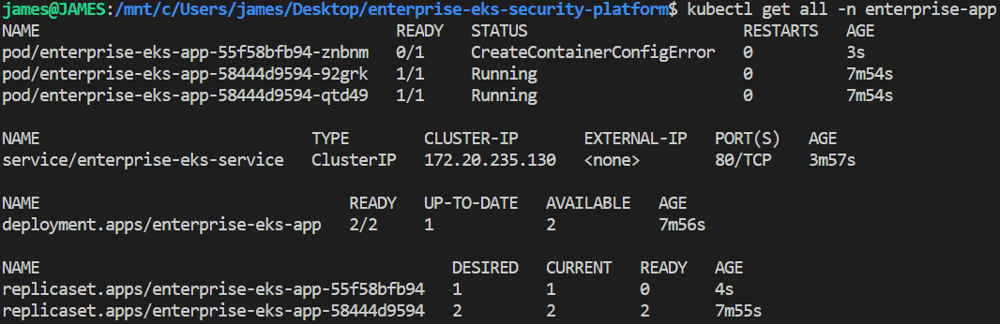 james@JAMES:/mnt/c/Users/james/Desktop/enterprise-eks-security-platform$ kubectl get all -n enterprise-app
NAME READY STATUS RESTARTS AGE
pod/enterprise-eks-app-55f58bfb94-znbnm 0/1 CreateContainerConfigError 0 3s
pod/enterprise-eks-app-58444d9594-92grk 1/1 Running 0 7m54s
pod/enterprise-eks-app-58444d9594-qtd49 1/1 Running 0 7m54s
NAME TYPE CLUSTER-IP EXTERNAL-IP PORT(S) AGE
service/enterprise-eks-service ClusterIP 172.20.235.130 <none> 80/TCP 3m57s
NAME READY UP-TO-DATE AVAILABLE AGE
deployment.apps/enterprise-eks-app 2/2 1 2 7m56s
NAME DESIRED CURRENT READY AGE
replicaset.apps/enterprise-eks-app-55f58bfb94 1 1 0 4s
replicaset.apps/enterprise-eks-app-58444d9594 2 2 2 7m55s